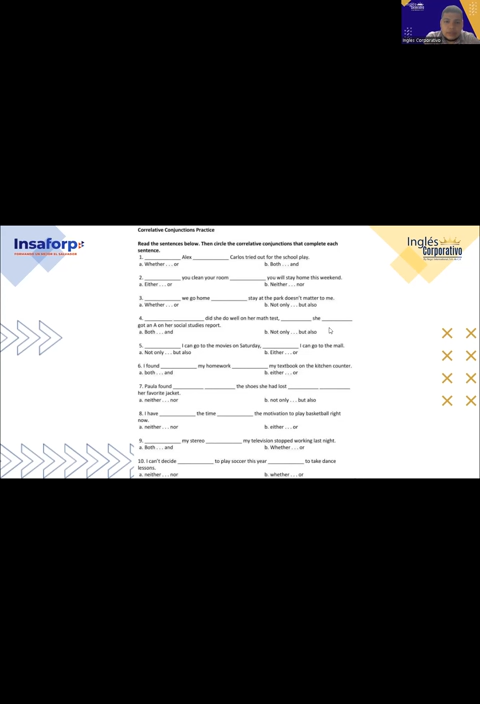 Inglés Corporativo
Insaforp
Inglés
Corporativo
Correlative Conjunctions Practice
Read the sentences below. Then circle the correlative conjunctions that complete each
sentence.
1. ____________ Alex ____________ Carlos tried out for the school play.
a. Whether . . . or b. Both . . . and
2. ____________ you clean your room ____________ you will stay home this weekend.
a. Either . . . or b. Neither . . . nor
3. ____________ we go home ____________ stay at the park doesn't matter to me.
a. Whether . . . or b. Not only . . . but also
4. __________ __________ did she do well on her math test, __________ she __________
got an A on her social studies report.
a. Both . . . and b. Not only . . . but also
5. ____________ I can go to the movies on Saturday, ____________ I can go to the mall.
a. Not only . . . but also b. Either . . . or
6. I found ____________ my homework ____________ my textbook on the kitchen counter.
a. both . . . and b. either . . . or
7. Paula found __________ __________ the shoes she had lost __________ __________
her favorite jacket.
a. neither . . . nor b. not only . . . but also
8. I have ____________ the time ____________ the motivation to play basketball right
now.
a. neither . . . nor b. either . . . or
9. ____________ my stereo ____________ my television stopped working last night.
a. Both . . . and b. Whether . . . or
10. I can't decide ____________ to play soccer this year ____________ to take dance
lessons.
a. neither . . . nor b. whether . . . or